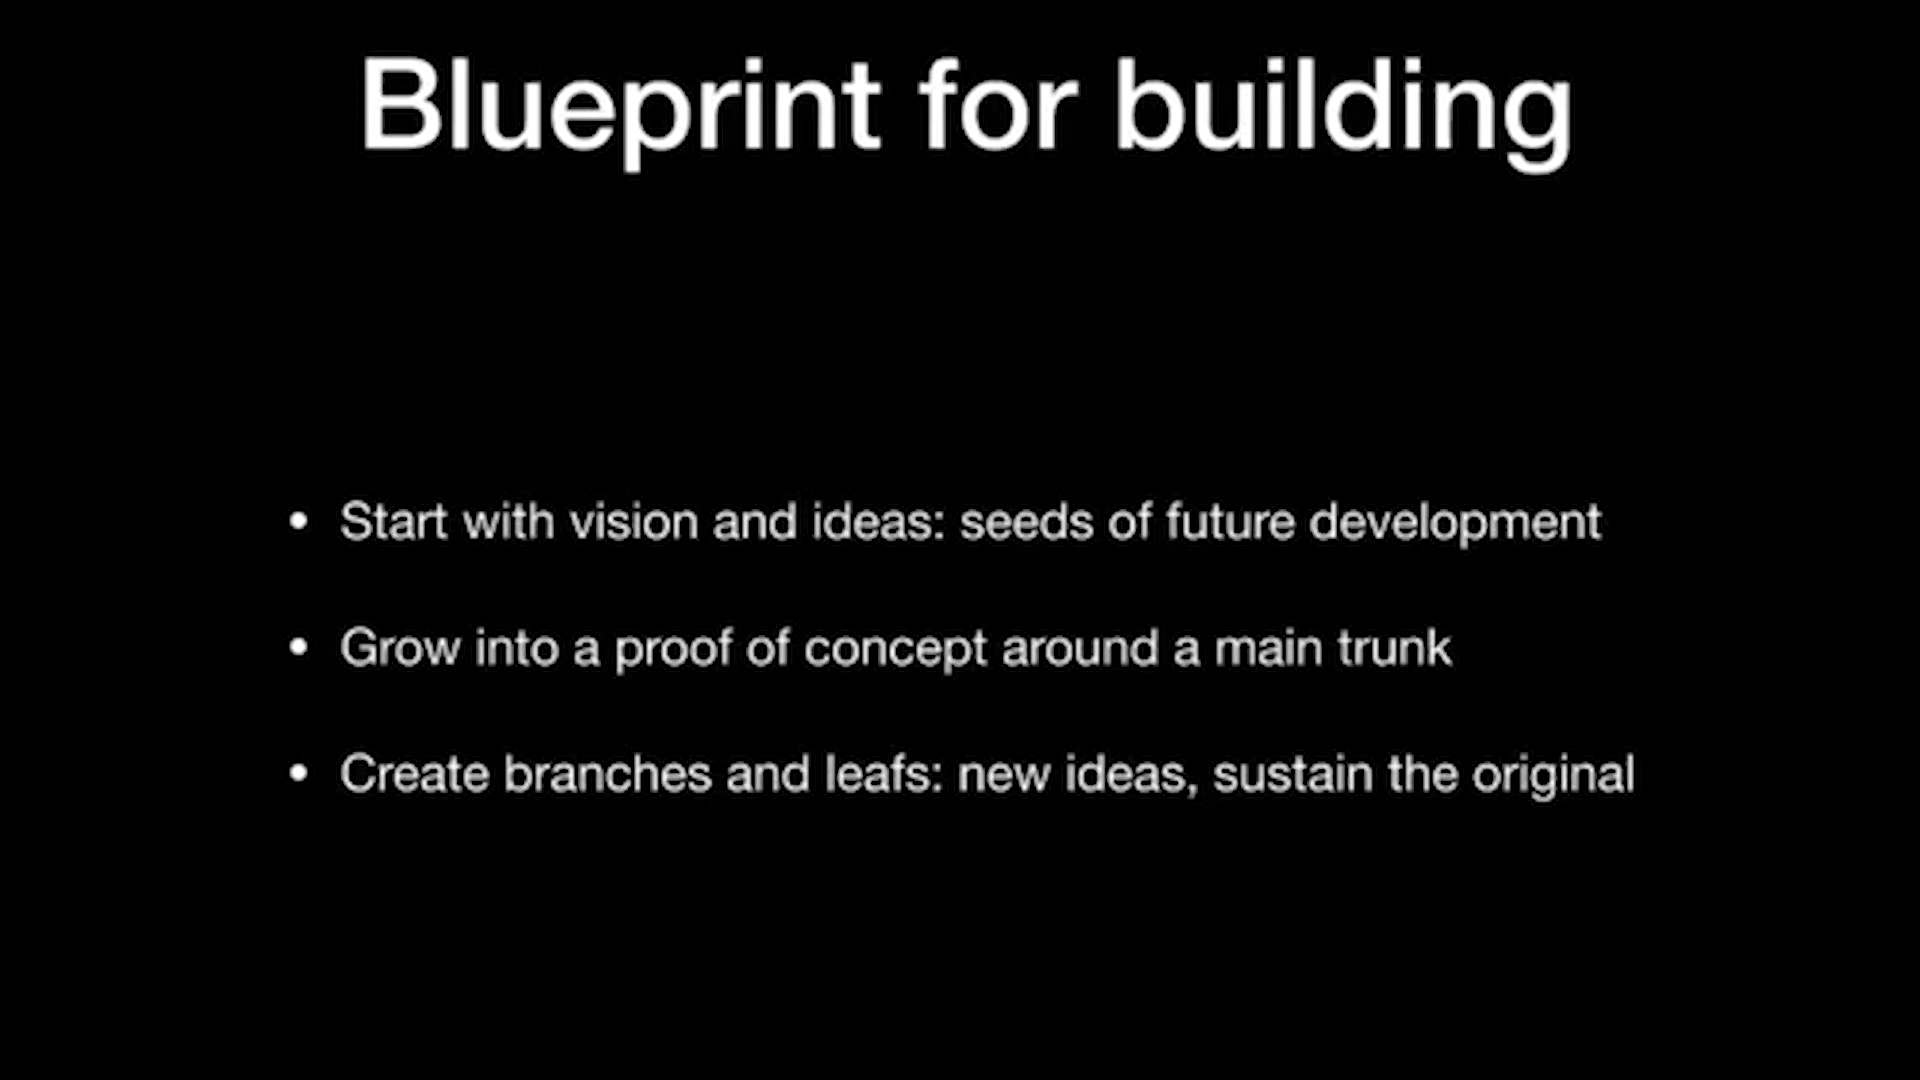 Blueprint for building
• Start with vision and ideas: seeds of future development
• Grow into a proof of concept around a main trunk
• Create branches and leafs: new ideas, sustain the original